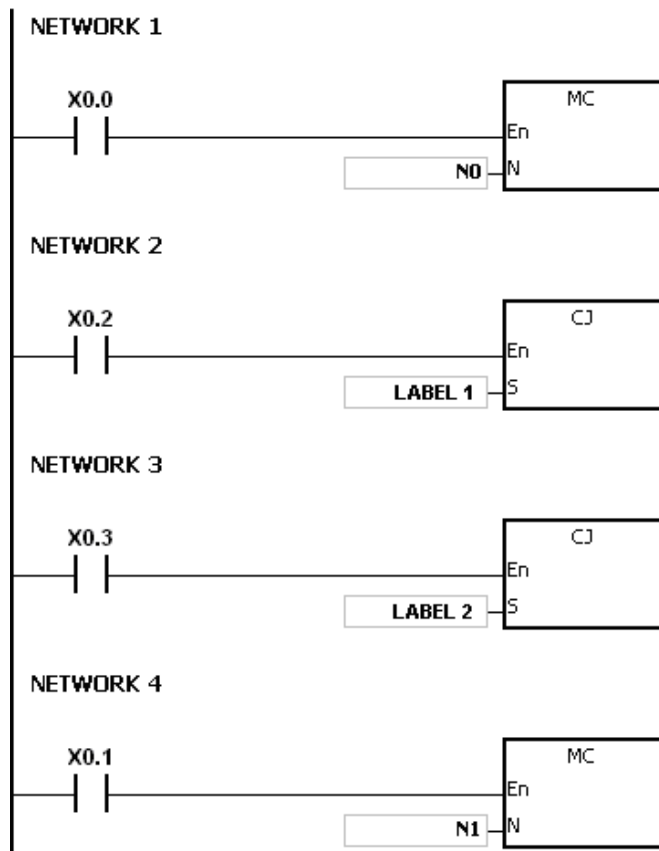 NETWORK 1
X0.0
MC
En
N0 N
NETWORK 2
X0.2
CJ
En
LABEL 1 S
NETWORK 3
X0.3
CJ
En
LABEL 2 S
NETWORK 4
X0.1
MC
En
N1 N